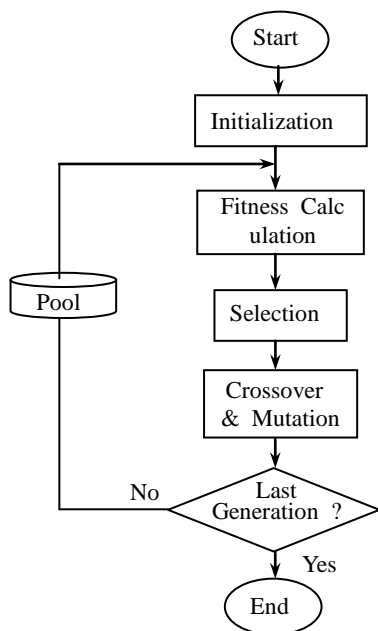 Start
Initialization
Fitness Calc
ulation
Pool
Selection
Crossover
& Mutation
No
Last
Generation ?
Yes
End